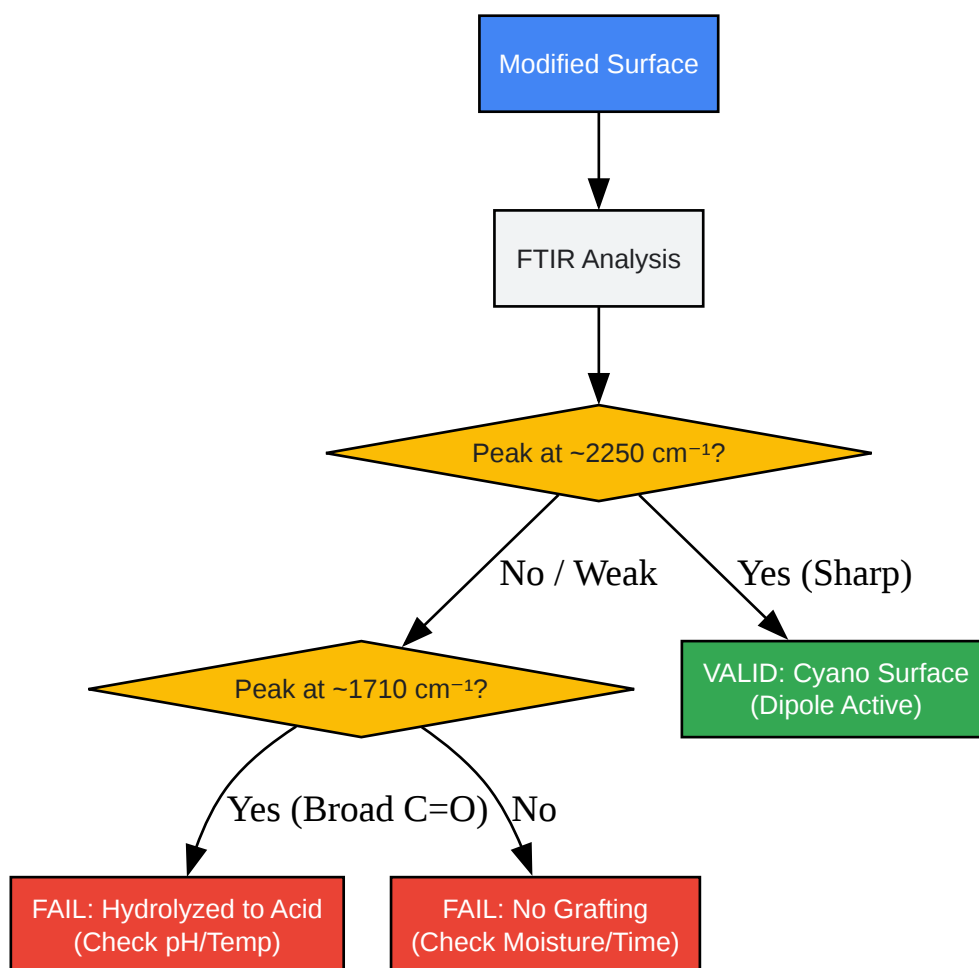 Modified Surface
FTIR Analysis
Peak at ~2250 cm⁻¹?
No / Weak
Yes (Sharp)
Peak at ~1710 cm⁻¹?
VALID: Cyano Surface
(Dipole Active)
Yes (Broad C=O)
No
FAIL: Hydrolyzed to Acid
(Check pH/Temp)
FAIL: No Grafting
(Check Moisture/Time)